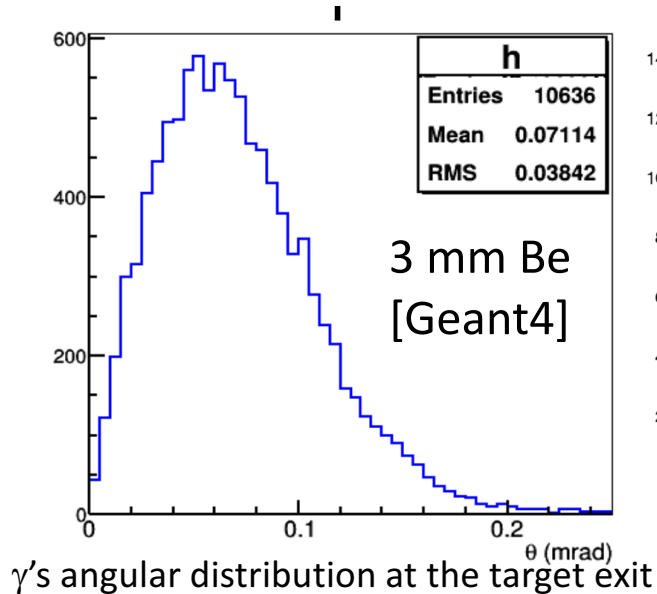 600
h
Entries 10636
Mean 0.07114
RMS 0.03842
400
3 mm Be
[Geant4]
200
0
0 0.1 0.2
θ (mrad)
γ's angular distribution at the target exit